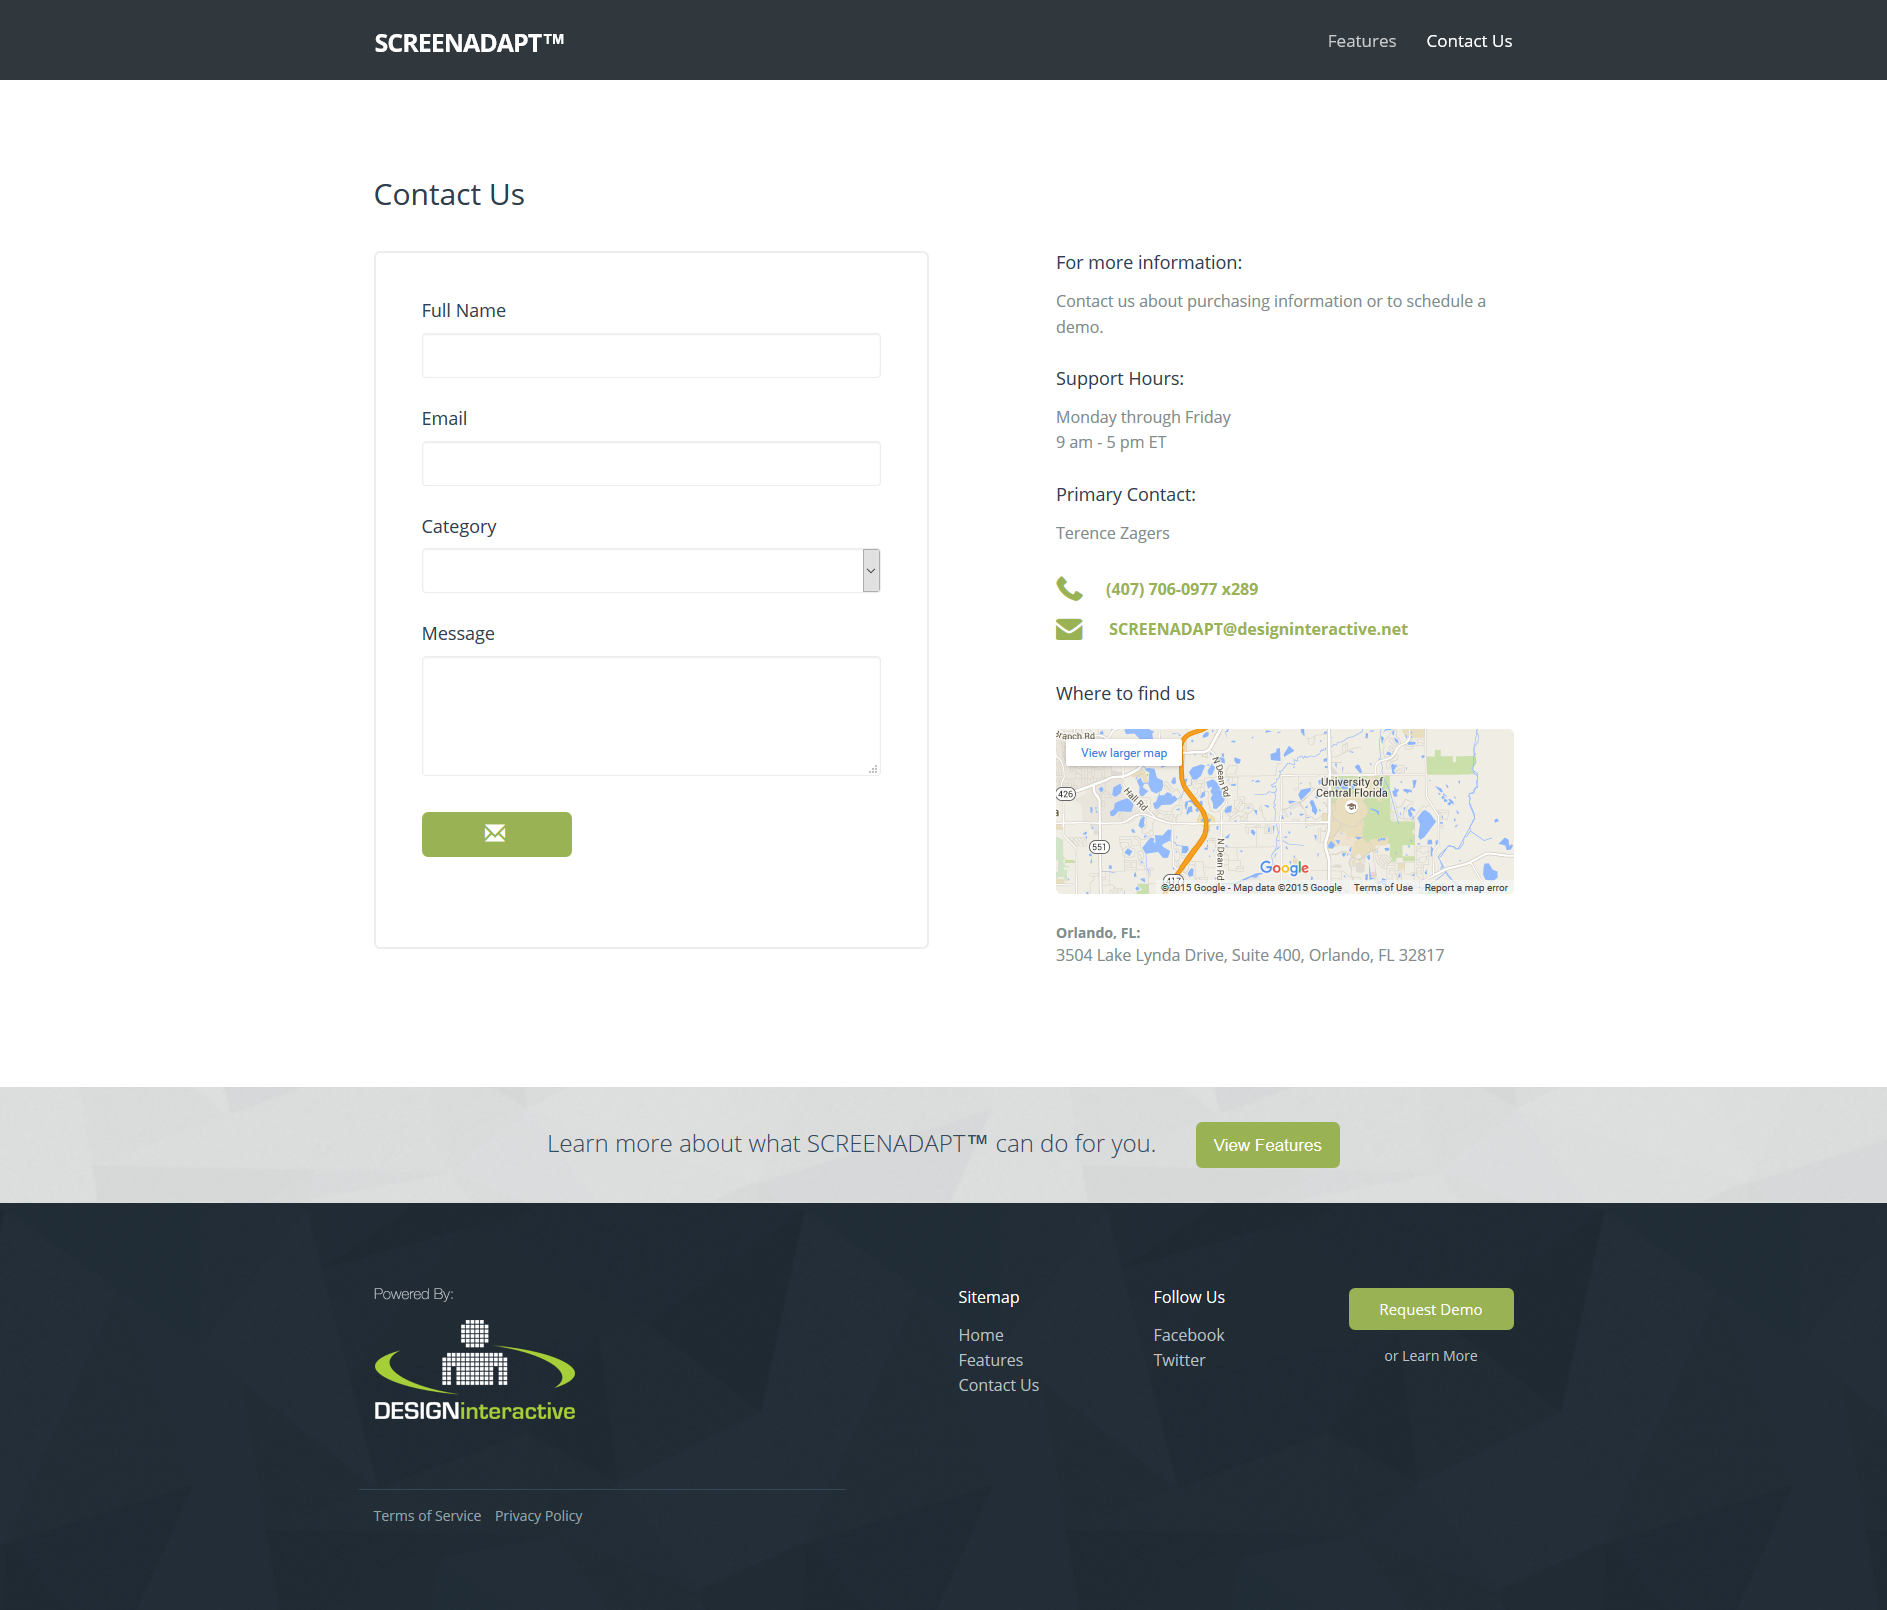 SCREENADAPT™
Features
Contact Us
Contact Us
Full Name
Email
Category
Message
For more information:
Contact us about purchasing information or to schedule a
demo.
Support Hours:
Monday through Friday
9 am - 5 pm ET
Primary Contact:
Terence Zagers
(407) 706-0977 x289
SCREENADAPT@designinteractive.net
Where to find us
View larger map
N Dean Rd
University of
Central Florida
426
Hall Rd
551
N Dean Rd
417
Google
©2015 Google - Map data ©2015 Google
Terms of Use
Report a map error
Orlando, FL:
3504 Lake Lynda Drive, Suite 400, Orlando, FL 32817
Learn more about what SCREENADAPT™ can do for you.
View Features
Powered By:
DESIGNinteractive
Sitemap
Home
Features
Contact Us
Follow Us
Facebook
Twitter
Request Demo
or Learn More
Terms of Service
Privacy Policy